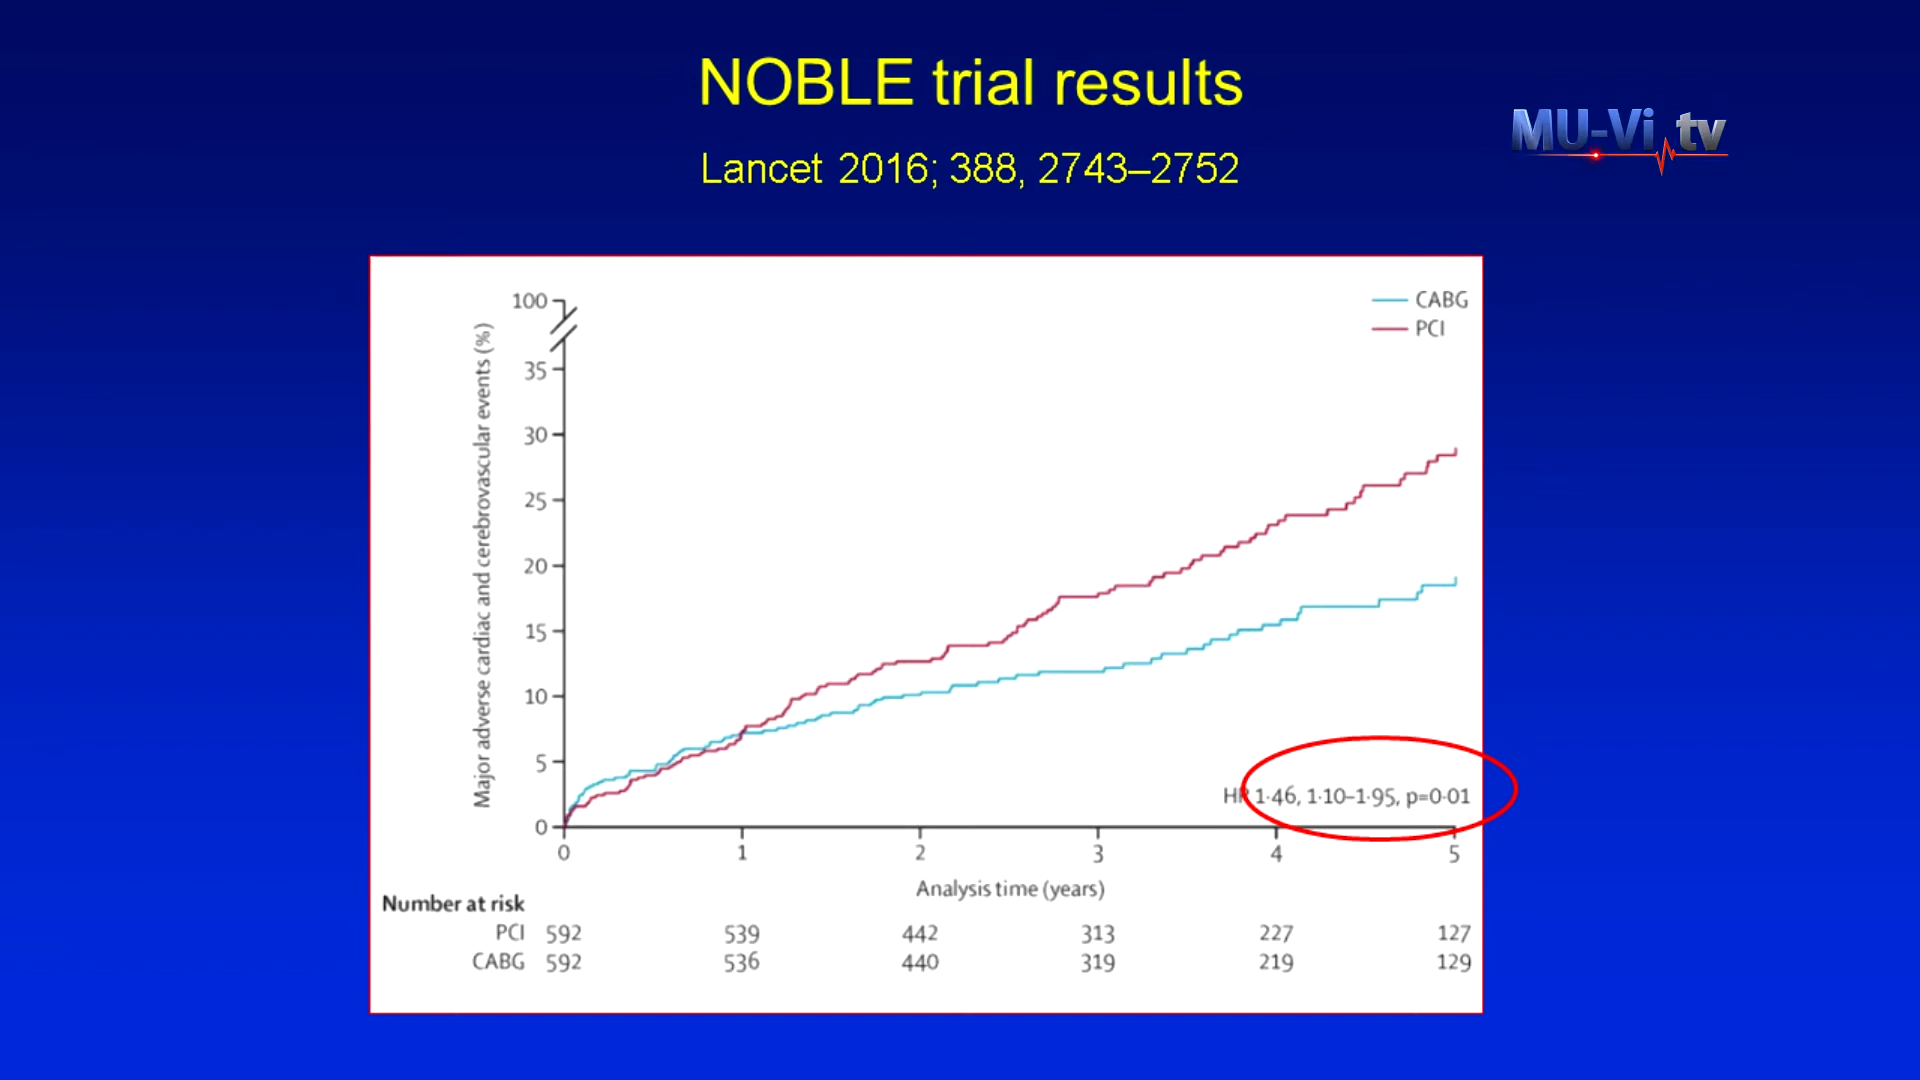 NOBLE trial results
MU-Vi tv
Lancet 2016; 388, 2743–2752
CABG
PCI
Major adverse cardiac and cerebrovascular events (%)
100
35
30
25
20
15
10
5
0
HR 1·46, 1·10–1·95, p=0·01
0 1 2 3 4 5
Analysis time (years)
Number at risk
PCI 592 539 442 313 227 127
CABG 592 536 440 319 219 129